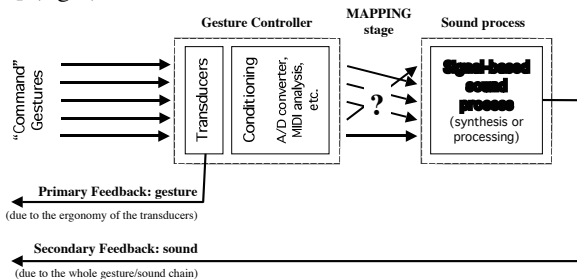 Gesture Controller
MAPPING
stage
Sound process
"Command"
Gestures
Transducers
Conditioning
A/D converter,
MIDI analysis,
etc.
?
Signal-based
sound
process
(synthesis or
processing)
Primary Feedback: gesture
(due to the ergonomy of the transducers)
Secondary Feedback: sound
(due to the whole gesture/sound chain)